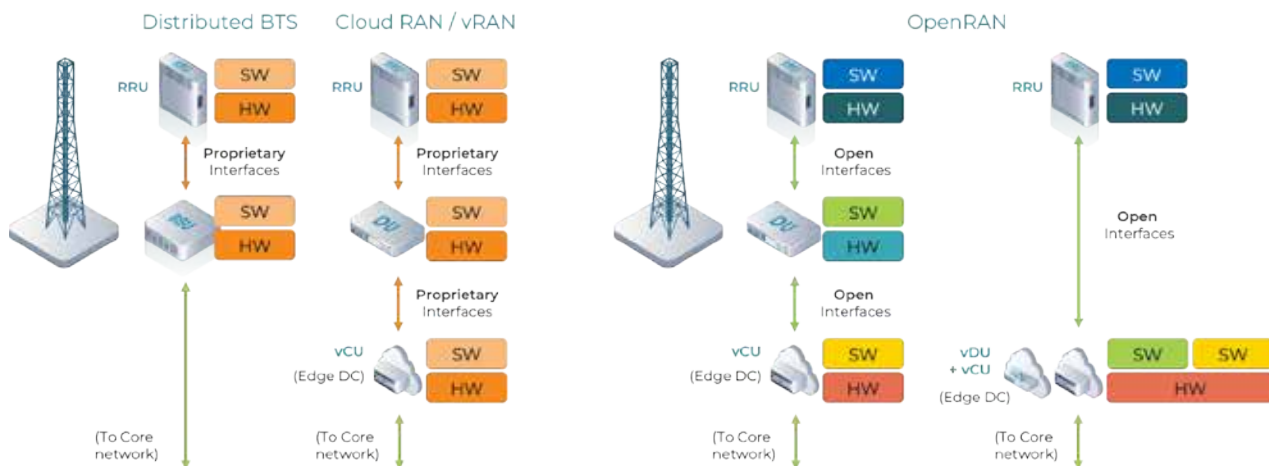 Distributed BTS
Cloud RAN / vRAN
OpenRAN
RRU
SW
HW
RRU
SW
HW
RRU
SW
HW
RRU
SW
HW
Proprietary
Interfaces
Proprietary
Interfaces
Open
Interfaces
BBU
SW
HW
DU
SW
HW
DU
SW
HW
Open
Interfaces
Proprietary
Interfaces
Open
Interfaces
vCU
(Edge DC)
SW
HW
vCU
(Edge DC)
SW
HW
vDU
+ vCU
(Edge DC)
SW
SW
HW
(To Core
network)
(To Core
network)
(To Core
network)
(To Core
network)